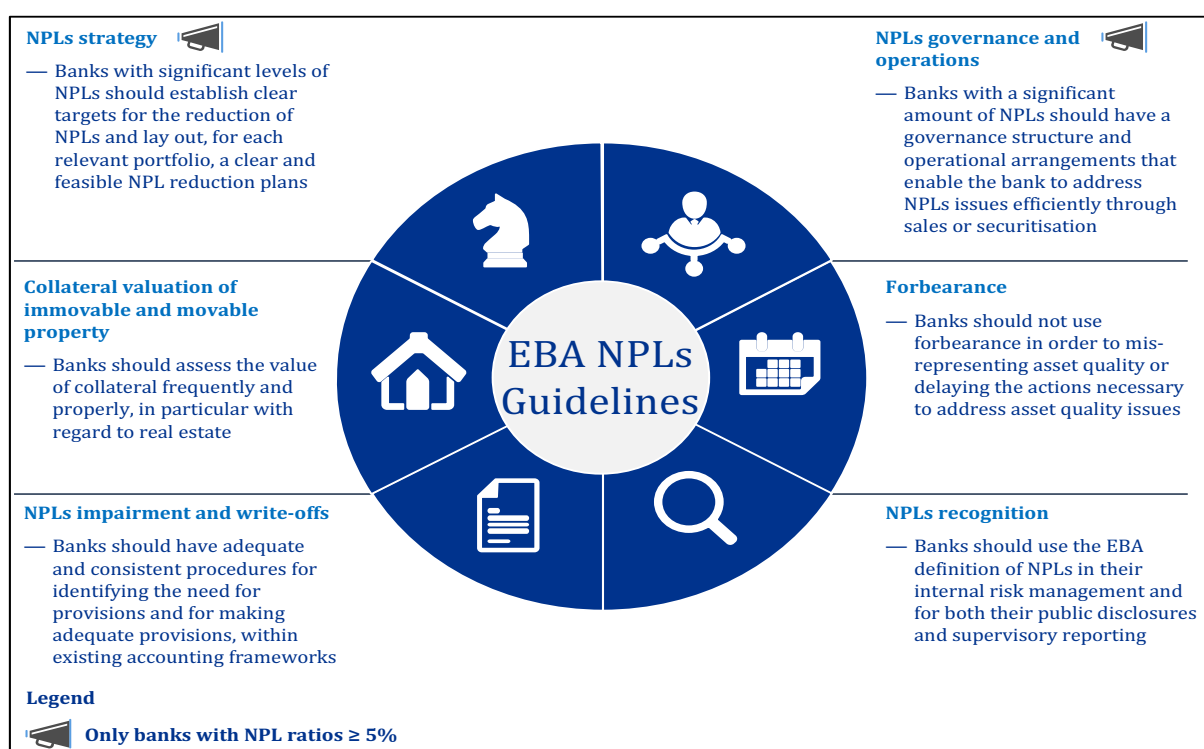 NPLs strategy
— Banks with significant levels of
NPLs should establish clear
targets for the reduction of
NPLs and lay out, for each
relevant portfolio, a clear and
feasible NPL reduction plans
NPLs governance and
operations
— Banks with a significant
amount of NPLs should have a
governance structure and
operational arrangements that
enable the bank to address
NPLs issues efficiently through
sales or securitisation
Collateral valuation of
immovable and movable
property
— Banks should assess the value
of collateral frequently and
properly, in particular with
regard to real estate
EBA NPLs
Guidelines
Forbearance
— Banks should not use
forbearance in order to mis-
representing asset quality or
delaying the actions necessary
to address asset quality issues
NPLs impairment and write-offs
— Banks should have adequate
and consistent procedures for
identifying the need for
provisions and for making
adequate provisions, within
existing accounting frameworks
NPLs recognition
— Banks should use the EBA
definition of NPLs in their
internal risk management and
for both their public disclosures
and supervisory reporting
Legend
Only banks with NPL ratios ≥ 5%